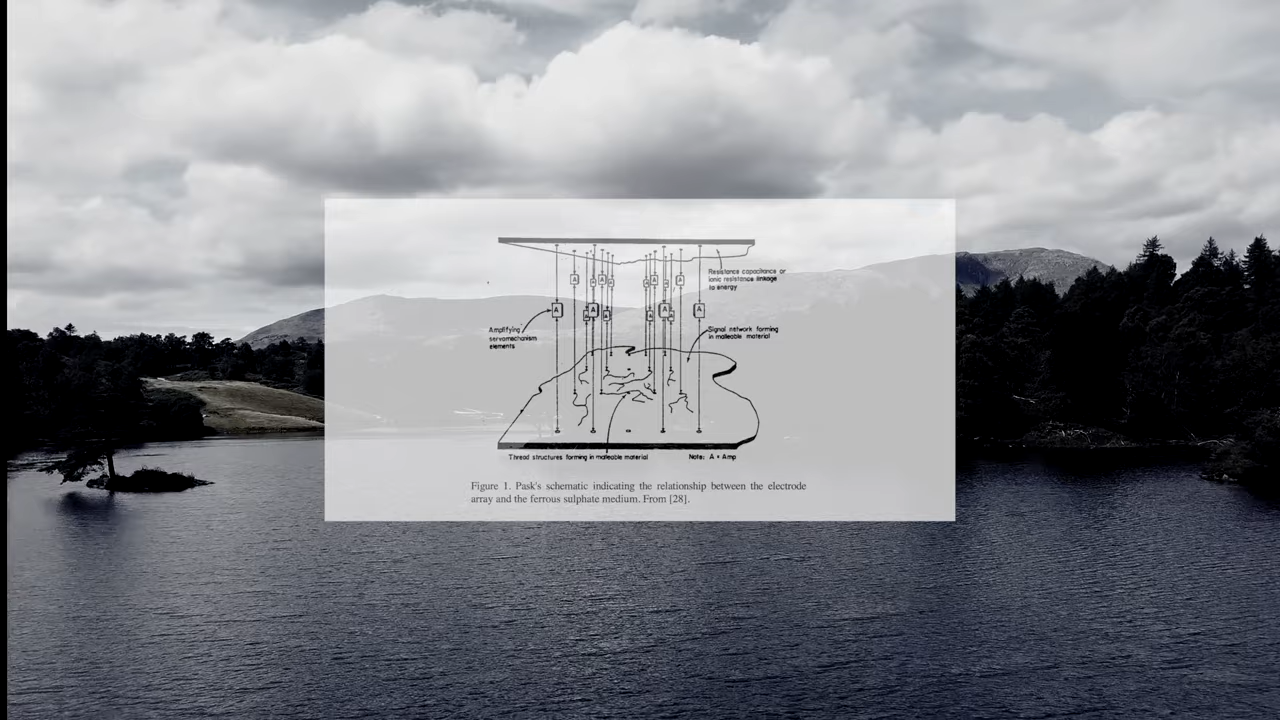 Resistance capacitance or
ionic resistance linkage
to energy
A
A
A
A
A
A
A
A
Amplifying
servomechanism
elements
Signal network forming
in malleable material
Thread structures forming in malleable material
Note: A = Amp
Figure 1. Pask's schematic indicating the relationship between the electrode
array and the ferrous sulphate medium. From [28].